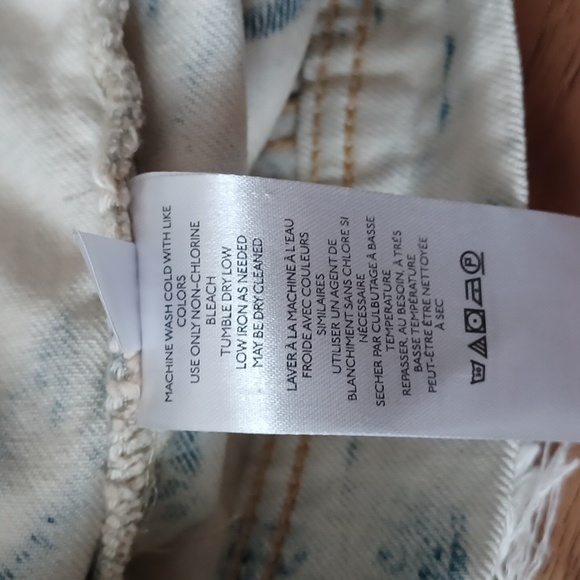 MACHINE WASH COLD WITH LIKE
COLORS
USE ONLY NON-CHLORINE
BLEACH
TUMBLE DRY LOW
LOW IRON AS NEEDED
MAY BE DRY CLEANED
LAVER À LA MACHINE À L'EAU
FROIDE AVEC COULEURS
SIMILAIRES
UTILISER UN AGENT DE
BLANCHIMENT SANS CHLORE SI
NÉCESSAIRE
SECHER PAR CULBUTAGE À BASSE
TEMPERATURE
REPASSER, AU BESOIN, À TRÈS
BASSE TEMPÉRATURE
PEUT-ÊTRE ÊTRE NETTOYÉE
À SEC
P